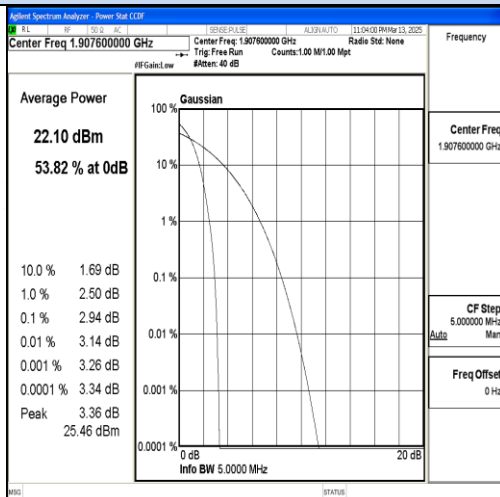 Agilent Spectrum Analyzer - Power Stat CCDF
RL RF 50 Ω AC SENSE:PULSE ALIGN AUTO 11:04:00 PM Mar 13, 2025
Center Freq 1.907600000 GHz
Center Freq: 1.907600000 GHz Radio Std: None
Trig: Free Run Counts:1.00 M/1.00 Mpt
#IFGain:Low #Atten: 40 dB
Frequency
Average Power
22.10 dBm
53.82 % at 0dB
10.0 % 1.69 dB
1.0 % 2.50 dB
0.1 % 2.94 dB
0.01 % 3.14 dB
0.001 % 3.26 dB
0.0001 % 3.34 dB
Peak 3.36 dB
25.46 dBm
Gaussian
100 %
10 %
1 %
0.1 %
0.01 %
0.001 %
0.0001 %
0 dB 20 dB
Info BW 5.0000 MHz
Center Freq
1.907600000 GHz
CF Step
5.000000 MHz
Auto Man
Freq Offset
0 Hz
MSG STATUS